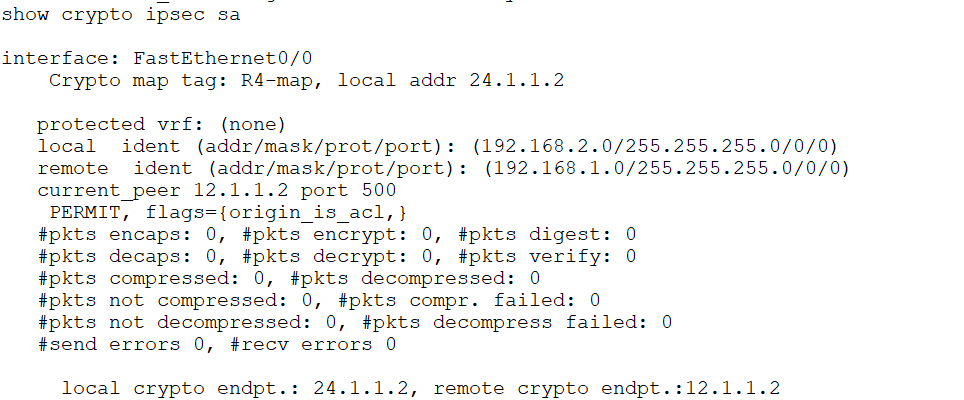 show crypto ipsec sa
interface: FastEthernet0/0
Crypto map tag: R4-map, local addr 24.1.1.2
protected vrf: (none)
local ident (addr/mask/prot/port): (192.168.2.0/255.255.255.0/0/0)
remote ident (addr/mask/prot/port): (192.168.1.0/255.255.255.0/0/0)
current_peer 12.1.1.2 port 500
PERMIT, flags={origin_is_acl,}
#pkts encaps: 0, #pkts encrypt: 0, #pkts digest: 0
#pkts decaps: 0, #pkts decrypt: 0, #pkts verify: 0
#pkts compressed: 0, #pkts decompressed: 0
#pkts not compressed: 0, #pkts compr. failed: 0
#pkts not decompressed: 0, #pkts decompress failed: 0
#send errors 0, #recv errors 0
local crypto endpt.: 24.1.1.2, remote crypto endpt.:12.1.1.2